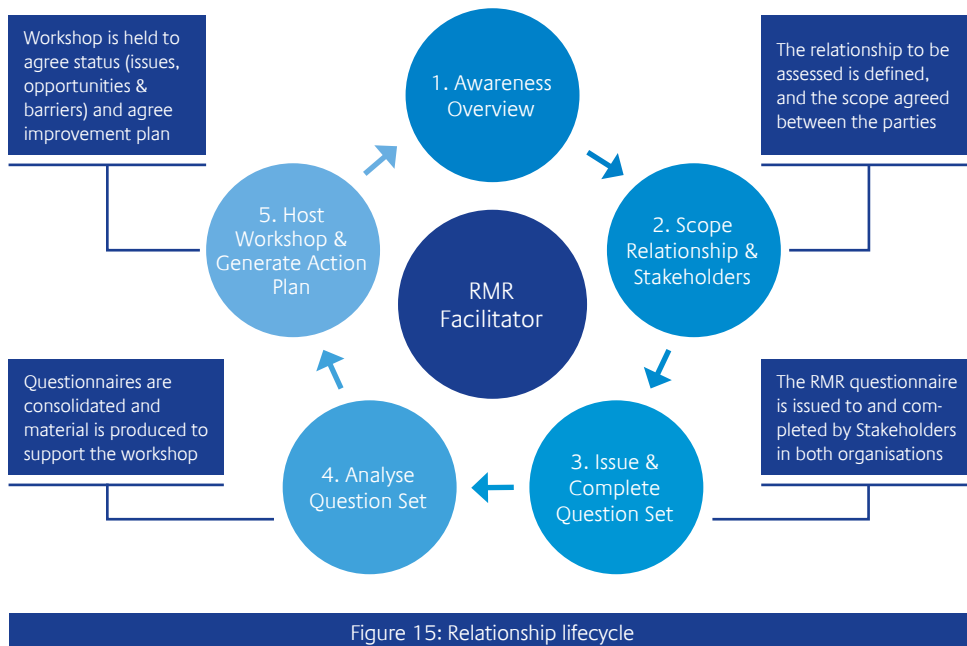 Workshop is held to
agree status (issues,
opportunities &
barriers) and agree
improvement plan
1. Awareness
Overview
The relationship to be
assessed is defined,
and the scope agreed
between the parties
5. Host
Workshop &
Generate Action
Plan
2. Scope
Relationship &
Stakeholders
RMR
Facilitator
Questionnaires are
consolidated and
material is produced to
support the workshop
4. Analyse
Question Set
3. Issue &
Complete
Question Set
The RMR questionnaire
is issued to and com-
pleted by Stakeholders
in both organisations
Figure 15: Relationship lifecycle